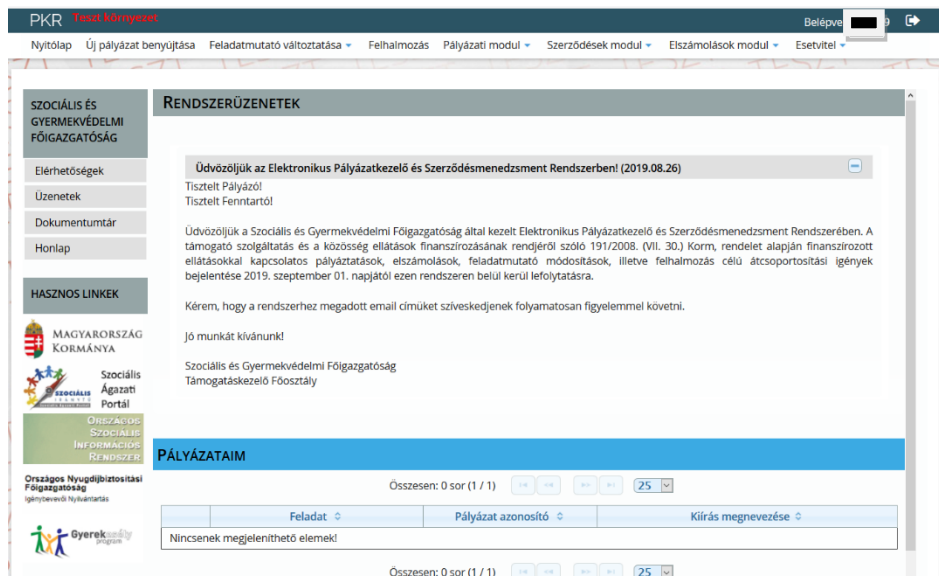 PKR Teszt környezet
Belépve 9
Nyitólap Új pályázat benyújtása Feladatmutató változtatása Felhalmozás Pályázati modul Szerződések modul Elszámolások modul Esetvitel
SZOCIÁLIS ÉS
GYERMEKVÉDELMI
FŐIGAZGATÓSÁG
Elérhetőségek
Üzenetek
Dokumentumtár
Honlap
HASZNOS LINKEK
MAGYARORSZÁG
KORMÁNYA
Szociális
Ágazati
Portál
ORSZÁGOS
SZOCIÁLIS
INFORMÁCIÓS
RENDSZER
Országos Nyugdíjbiztosítási
Főigazgatóság
Igénybevevői Nyilvántartás
Gyerekesély
program
RENDSZERÜZENETEK
Üdvözöljük az Elektronikus Pályázatkezelő és Szerződésmenedzsment Rendszerben! (2019.08.26)
Tisztelt Pályázó!
Tisztelt Fenntartó!
Üdvözöljük a Szociális és Gyermekvédelmi Főigazgatóság által kezelt Elektronikus Pályázatkezelő és Szerződésmenedzsment Rendszerében. A
támogató szolgáltatás és a közösség ellátások finanszírozásának rendjéről szóló 191/2008. (VII. 30.) Korm, rendelet alapján finanszírozott
ellátásokkal kapcsolatos pályáztatások, elszámolások, feladatmutató módosítások, illetve felhalmozás célú átcsoportosítási igények
bejelentése 2019. szeptember 01. napjától ezen rendszeren belül kerül lefolytatásra.
Kérem, hogy a rendszerhez megadott email címüket szíveskedjenek folyamatosan figyelemmel követni.
Jó munkát kívánunk!
Szociális és Gyermekvédelmi Főigazgatóság
Támogatáskezelő Főosztály
PÁLYÁZATAIM
Összesen: 0 sor (1 / 1) 25
Feladat Pályázat azonosító Kiírás megnevezése
Nincsenek megjeleníthető elemek!
Összesen: 0 sor (1 / 1) 25